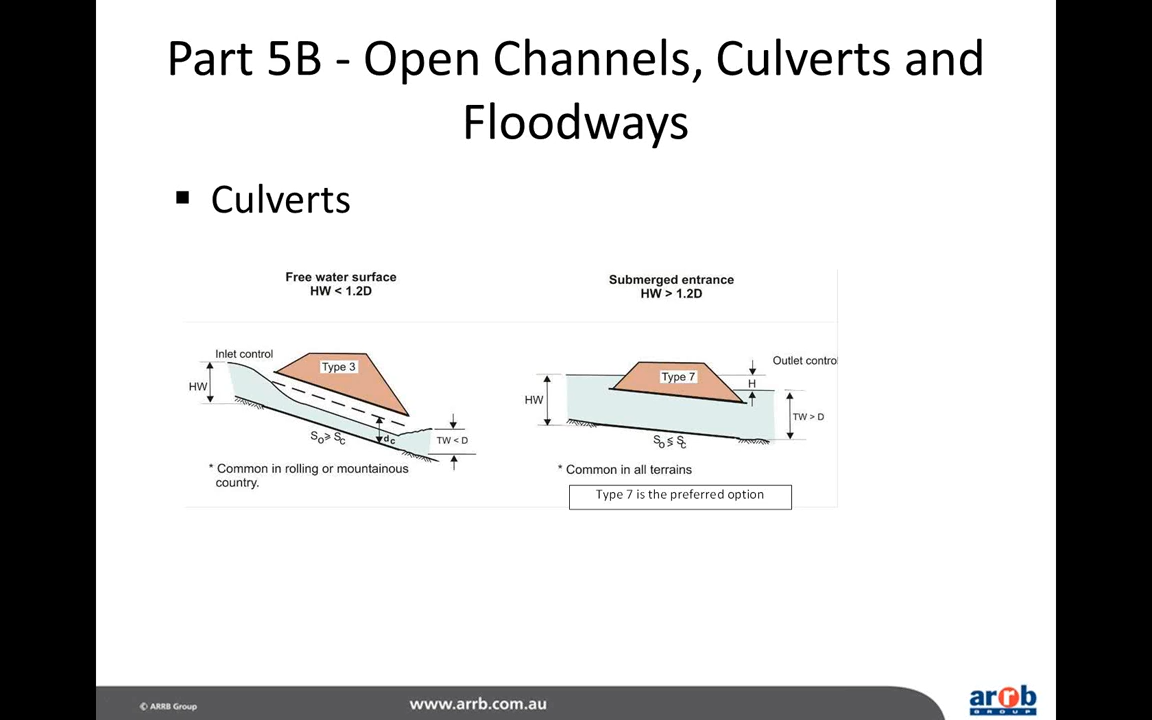 Part 5B - Open Channels, Culverts and
Floodways
▪ Culverts
Free water surface
HW < 1.2D
Submerged entrance
HW > 1.2D
Inlet control
Type 3
HW
dc
So ≥ Sc
TW < D
* Common in rolling or mountainous
country.
Outlet contro
Type 7
H
HW
TW > D
So ≤ Sc
* Common in all terrains
Type 7 is the preferred option
© ARRB Group
www.arrb.com.au
arrb
GROUP